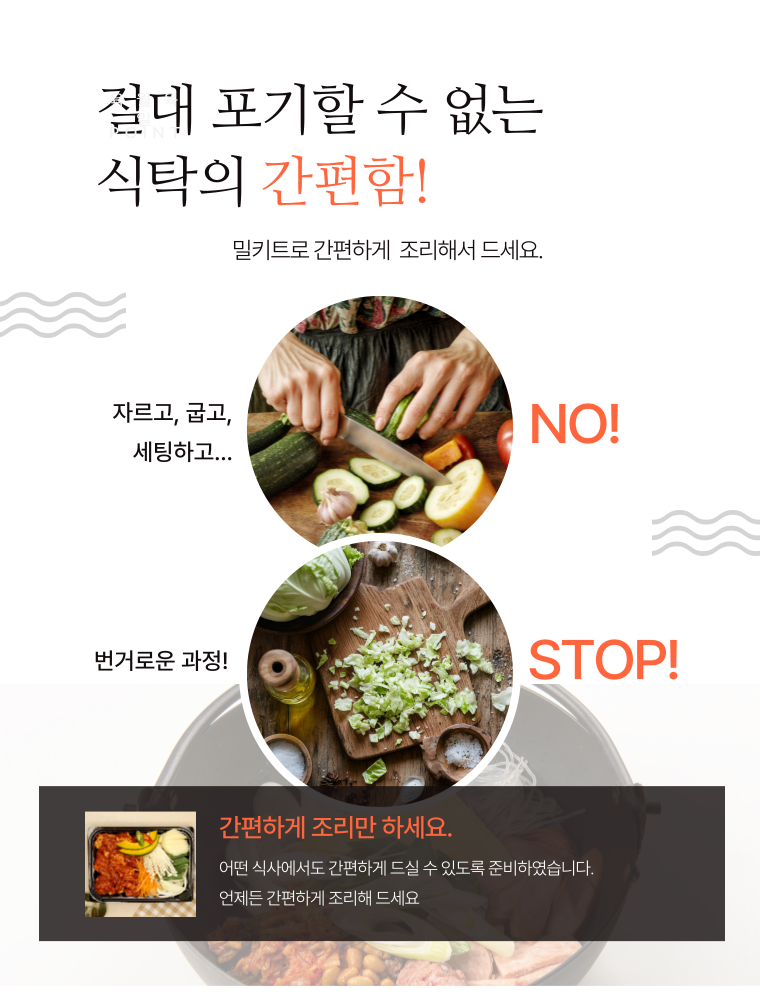 절대 포기할 수 없는
식탁의 간편함!
밀키트로 간편하게 조리해서 드세요.
자르고, 굽고,
세팅하고...
NO!
번거로운 과정!
STOP!
간편하게 조리만 하세요.
어떤 식사에서도 간편하게 드실 수 있도록 준비하였습니다.
언제든 간편하게 조리해 드세요